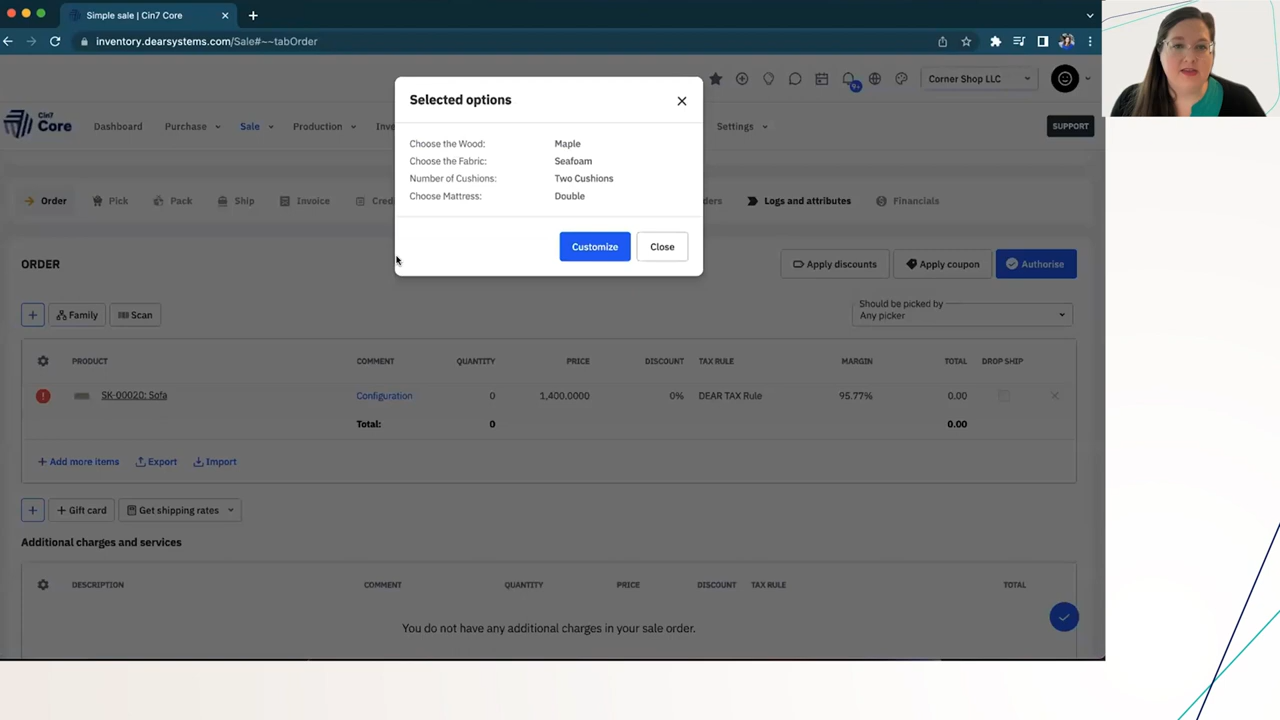 Simple sale | Cin7 Core
inventory.dearsystems.com/Sale#~~tabOrder
Corner Shop LLC
9+
Cin7 Core
Dashboard Purchase Sale Production Settings
SUPPORT
Selected options
Choose the Wood: Maple
Choose the Fabric: Seafoam
Number of Cushions: Two Cushions
Choose Mattress: Double
Customize Close
Order Pick Pack Ship Invoice Logs and attributes Financials
ORDER Apply discounts Apply coupon Authorise
+ Family Scan
Should be picked by
Any picker
PRODUCT COMMENT QUANTITY PRICE DISCOUNT TAX RULE MARGIN TOTAL DROP SHIP
SK-00020: Sofa Configuration 0 1,400.0000 0% DEAR TAX Rule 95.77% 0.00
Total: 0 0.00
+ Add more items Export Import
+ + Gift card Get shipping rates
Additional charges and services
DESCRIPTION COMMENT QUANTITY PRICE DISCOUNT TAX RULE TOTAL
You do not have any additional charges in your sale order.